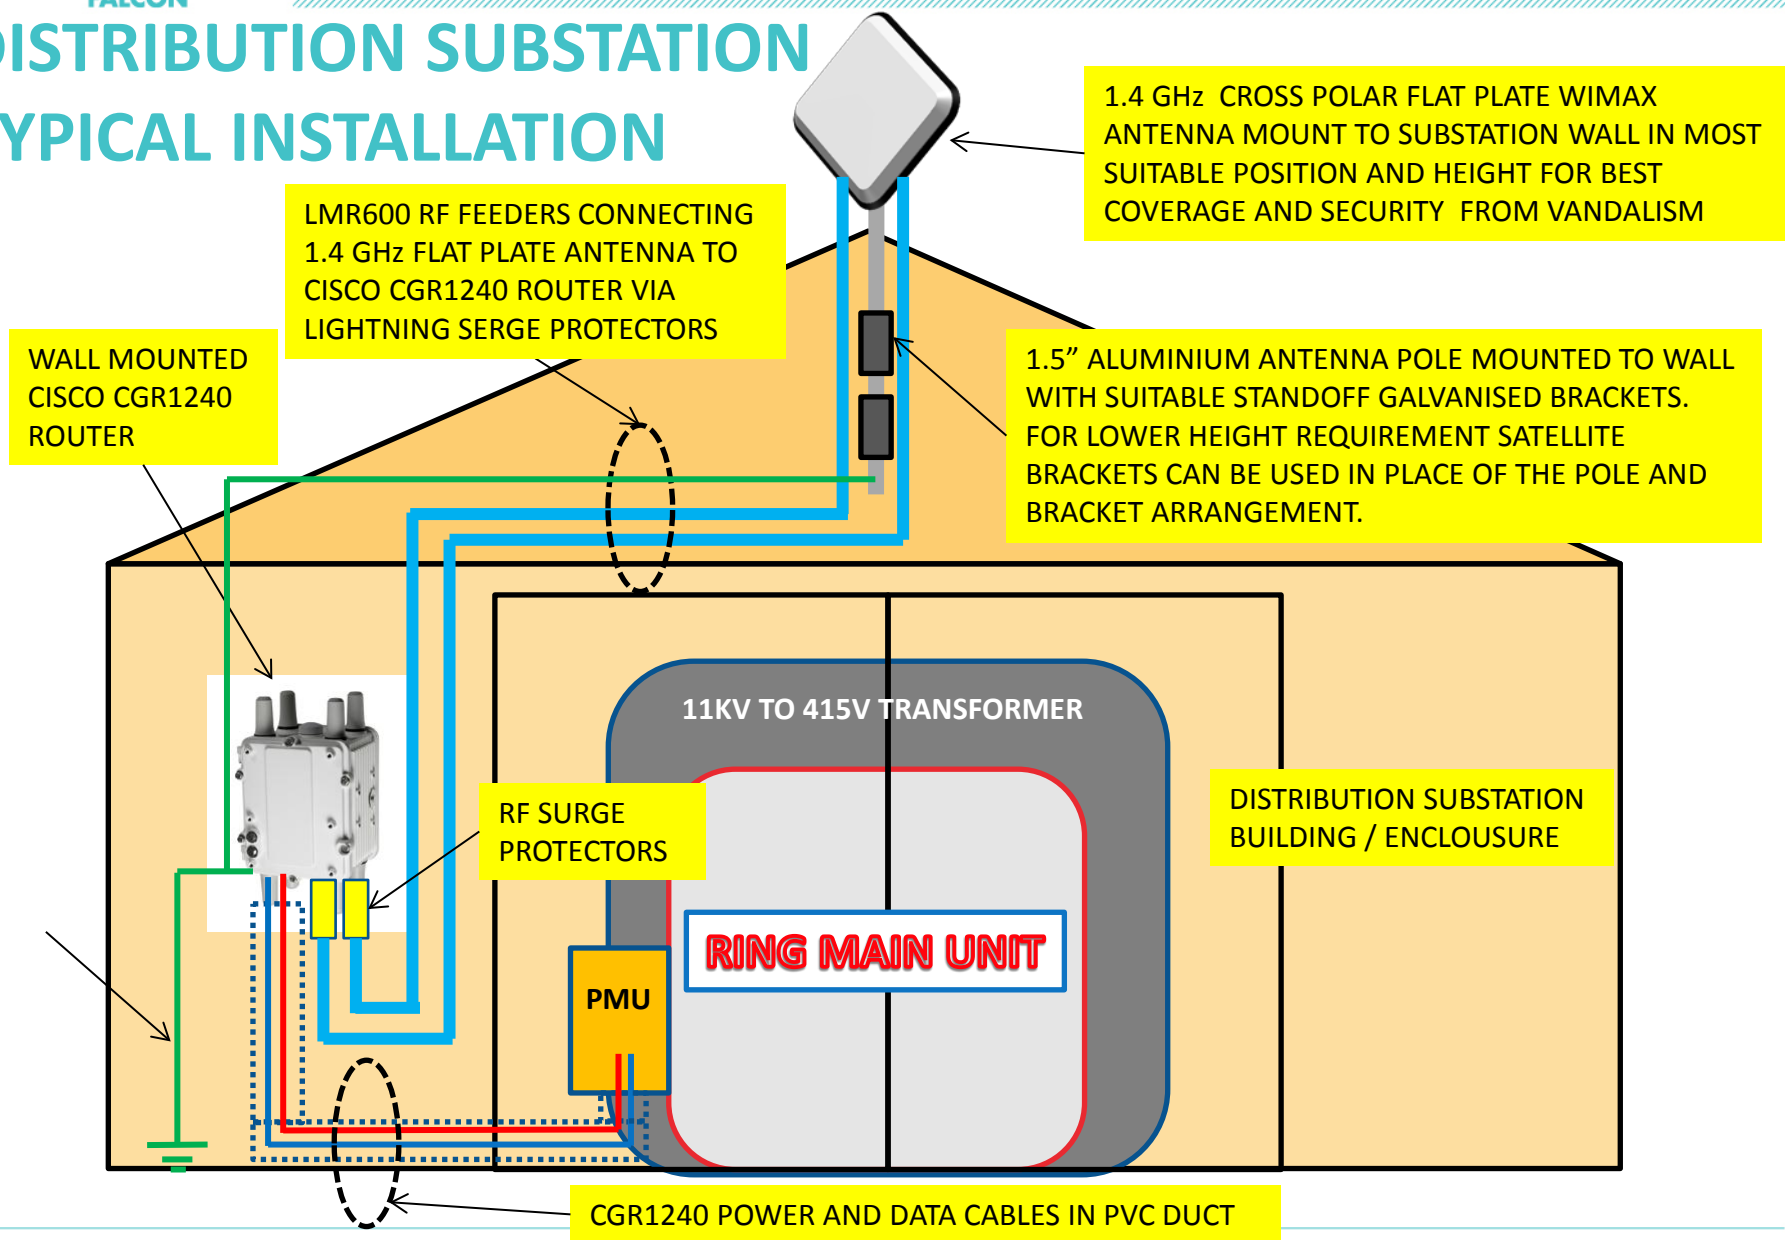 FALCON
DISTRIBUTION SUBSTATION
YPICAL INSTALLATION
1.4 GHz CROSS POLAR FLAT PLATE WIMAX
ANTENNA MOUNT TO SUBSTATION WALL IN MOST
SUITABLE POSITION AND HEIGHT FOR BEST
COVERAGE AND SECURITY FROM VANDALISM
LMR600 RF FEEDERS CONNECTING
1.4 GHz FLAT PLATE ANTENNA TO
CISCO CGR1240 ROUTER VIA
LIGHTNING SERGE PROTECTORS
WALL MOUNTED
CISCO CGR1240
ROUTER
1.5” ALUMINIUM ANTENNA POLE MOUNTED TO WALL
WITH SUITABLE STANDOFF GALVANISED BRACKETS.
FOR LOWER HEIGHT REQUIREMENT SATELLITE
BRACKETS CAN BE USED IN PLACE OF THE POLE AND
BRACKET ARRANGEMENT.
11KV TO 415V TRANSFORMER
RF SURGE
PROTECTORS
DISTRIBUTION SUBSTATION
BUILDING / ENCLOUSURE
RING MAIN UNIT
PMU
CGR1240 POWER AND DATA CABLES IN PVC DUCT